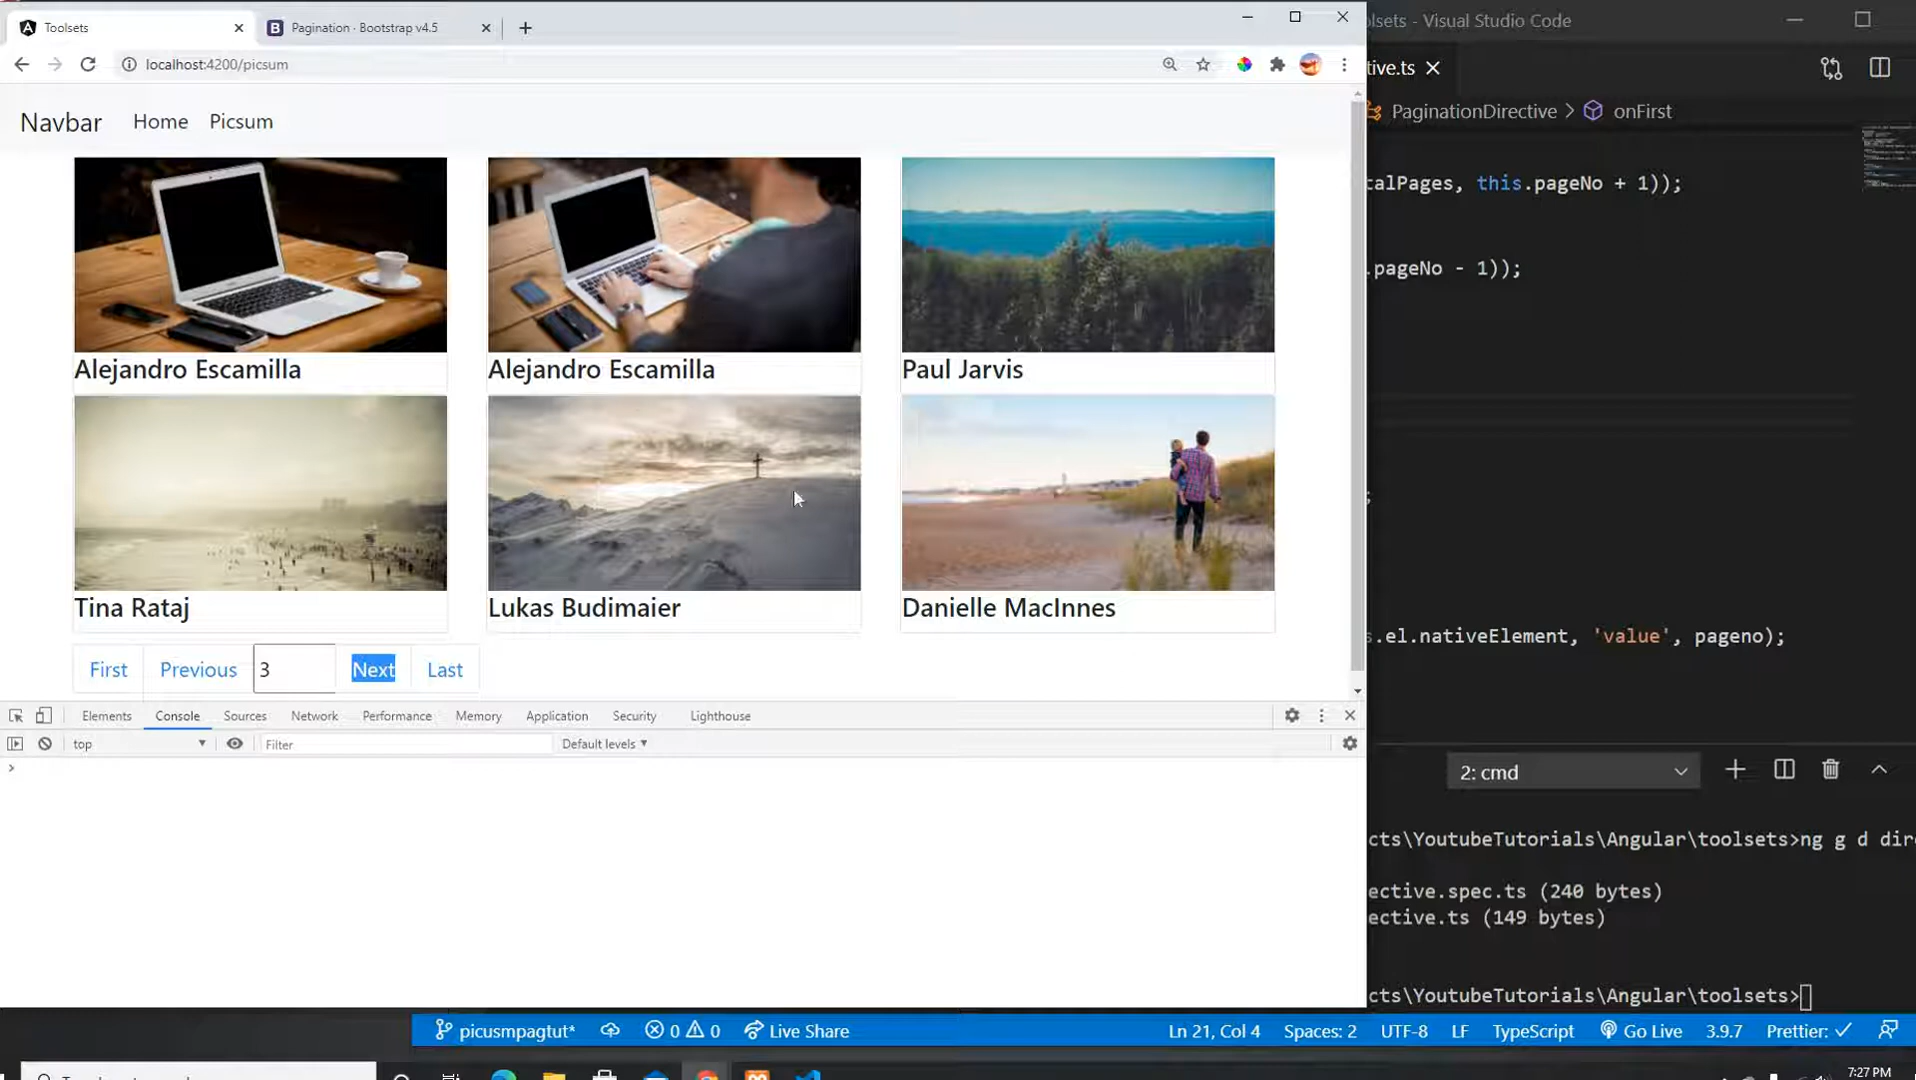 Toolsets
Pagination · Bootstrap v4.5
lsets - Visual Studio Code
localhost:4200/picsum
tive.ts
PaginationDirective > onFirst
Navbar Home Picsum
talPages, this.pageNo + 1));
.pageNo - 1));
Alejandro Escamilla
Alejandro Escamilla
Paul Jarvis
Tina Rataj
Lukas Budimaier
Danielle MacInnes
s.el.nativeElement, 'value', pageno);
First Previous 3 Next Last
Elements Console Sources Network Performance Memory Application Security Lighthouse
top Filter Default levels
2: cmd
cts\YoutubeTutorials\Angular\toolsets>ng g d dir
ective.spec.ts (240 bytes)
ective.ts (149 bytes)
cts\YoutubeTutorials\Angular\toolsets>
picusmpagtut* 0 0 Live Share Ln 21, Col 4 Spaces: 2 UTF-8 LF TypeScript Go Live 3.9.7 Prettier: ✓
7:27 PM